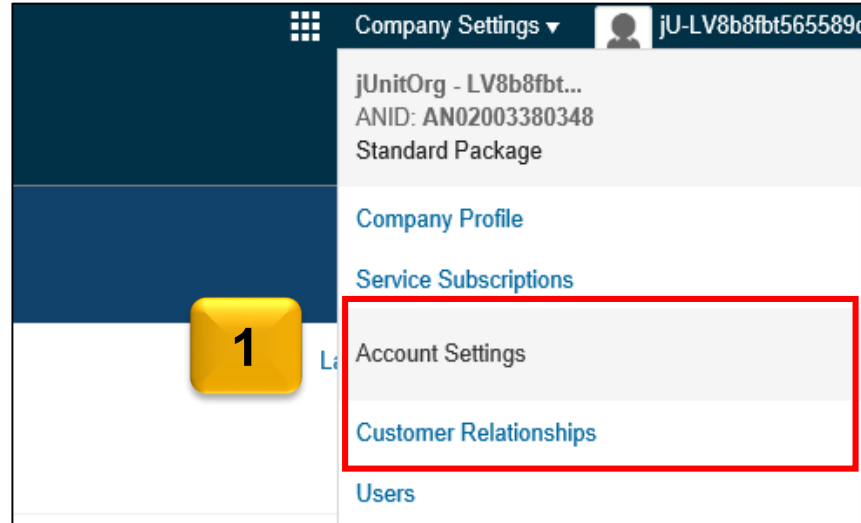 Company Settings ▾ jU-LV8b8fbt565589
jUnitOrg - LV8b8fbt...
ANID: AN02003380348
Standard Package
Company Profile
Service Subscriptions
1
La
Account Settings
Customer Relationships
Users